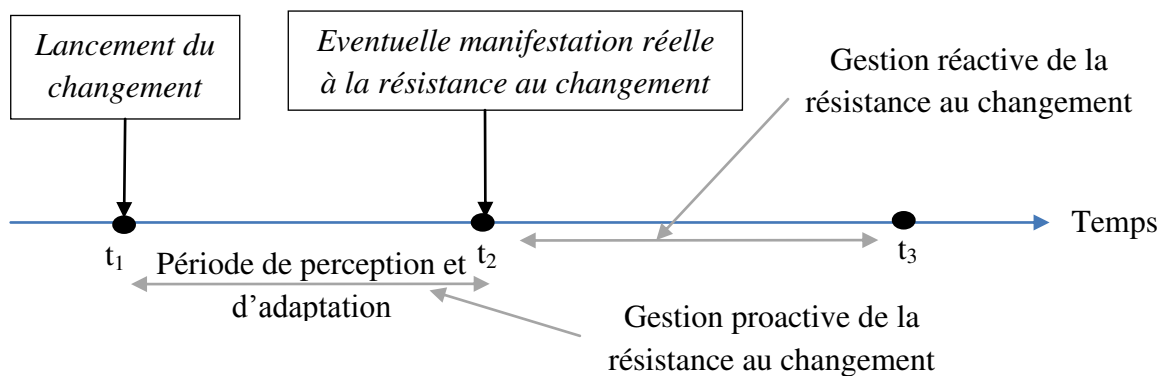 Lancement du
changement
Eventuelle manifestation réelle
à la résistance au changement
Gestion réactive de la
résistance au changement
Temps
t1
t2
t3
Période de perception et
d’adaptation
Gestion proactive de la
résistance au changement